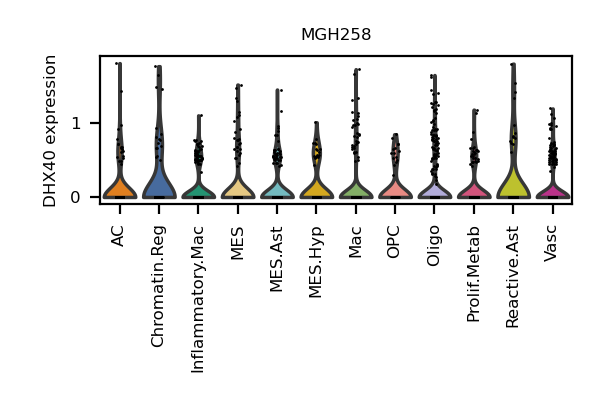 MGH258
DHX40 expression
1
0
AC
Chromatin.Reg
Inflammatory.Mac
MES
MES.Ast
MES.Hyp
Mac
OPC
Oligo
Prolif.Metab
Reactive.Ast
Vasc